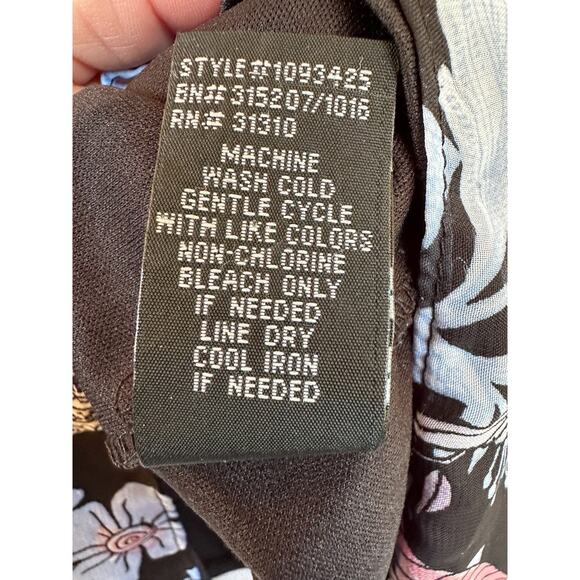 STYLE#1093425
BN# 315207/1016
RN# 31310
MACHINE
WASH COLD
GENTLE CYCLE
WITH LIKE COLORS
NON-CHLORINE
BLEACH ONLY
IF NEEDED
LINE DRY
COOL IRON
IF NEEDED